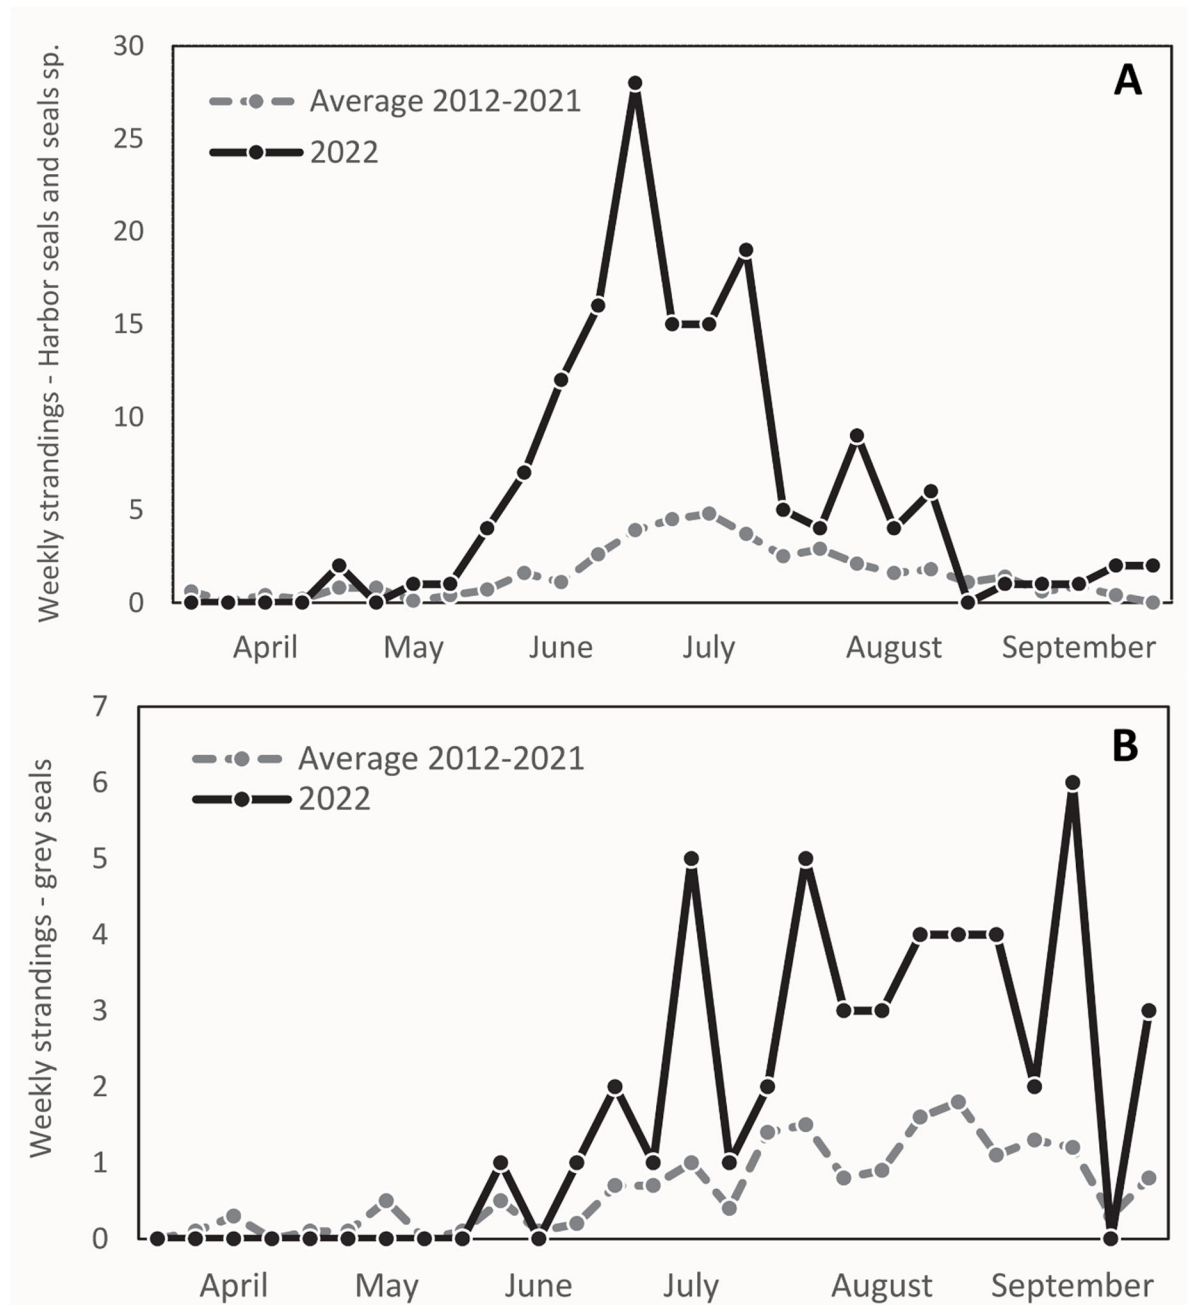 Weekly strandings - Harbor seals and seals sp.
30
25
20
15
10
5
0
Average 2012-2021
2022
A
April May June July August September
Weekly strandings - grey seals
7
6
5
4
3
2
1
0
Average 2012-2021
2022
B
April May June July August September